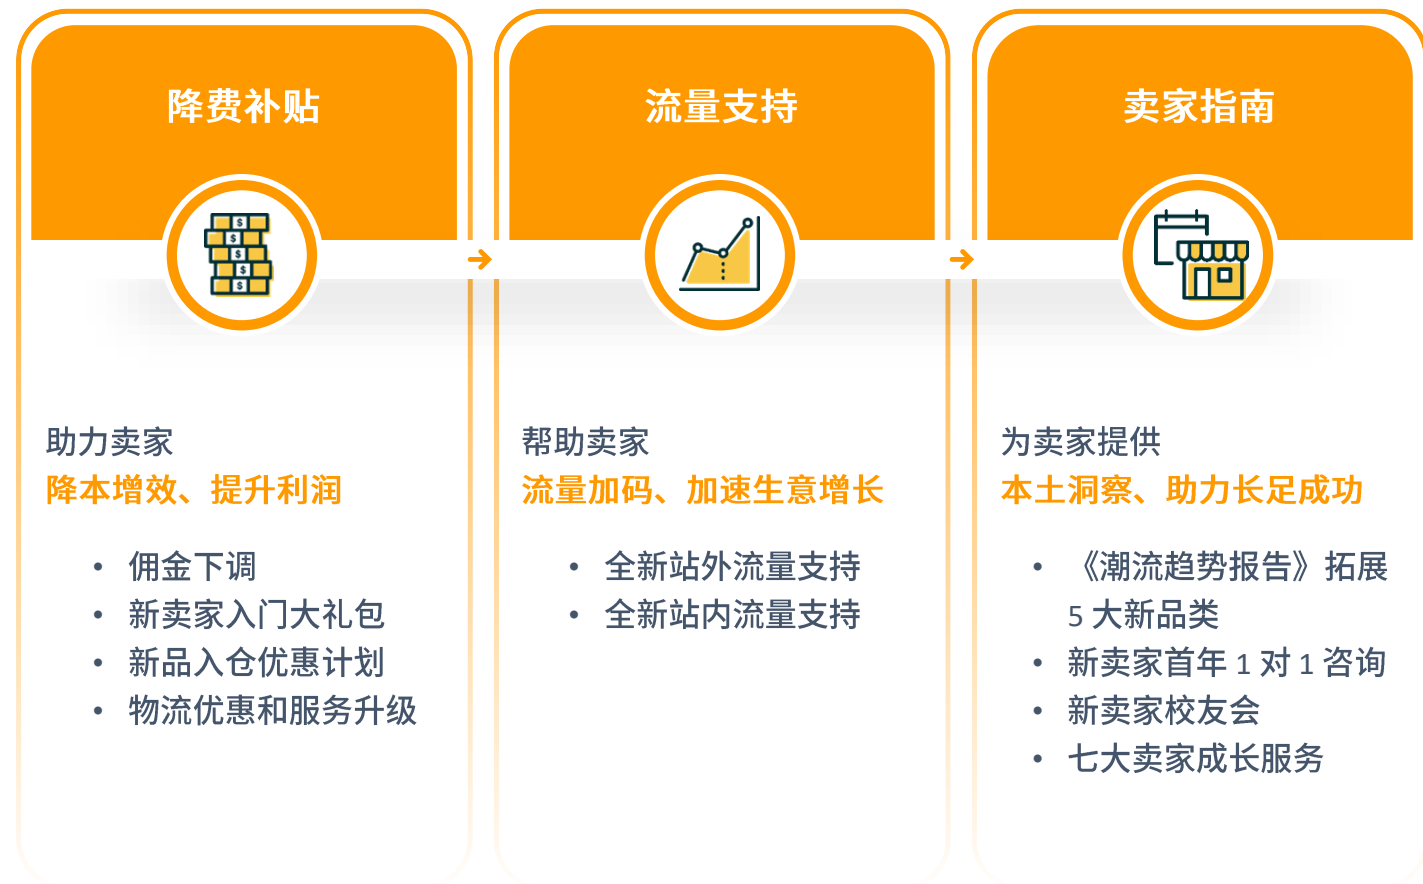 降费补贴
助力卖家
降本增效、提升利润
• 佣金下调
• 新卖家入门大礼包
• 新品入仓优惠计划
• 物流优惠和服务升级
流量支持
帮助卖家
流量加码、加速生意增长
• 全新站外流量支持
• 全新站内流量支持
卖家指南
为卖家提供
本土洞察、助力长足成功
• 《潮流趋势报告》拓展
5 大新品类
• 新卖家首年 1 对 1 咨询
• 新卖家校友会
• 七大卖家成长服务